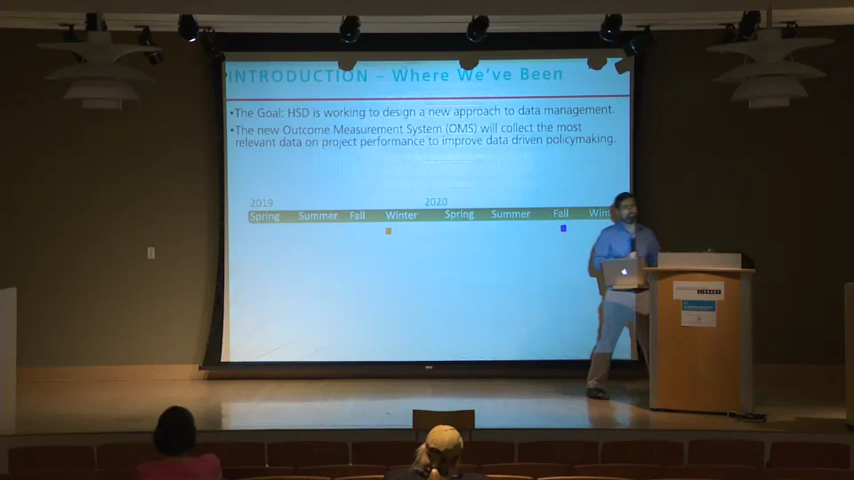 INTRODUCTION – Where We've Been
•The Goal: HSD is working to design a new approach to data management.
•The new Outcome Measurement System (OMS) will collect the most
relevant data on project performance to improve data driven policymaking.
2019 2020
Spring Summer Fall Winter Spring Summer Fall Wint
LIBRARY